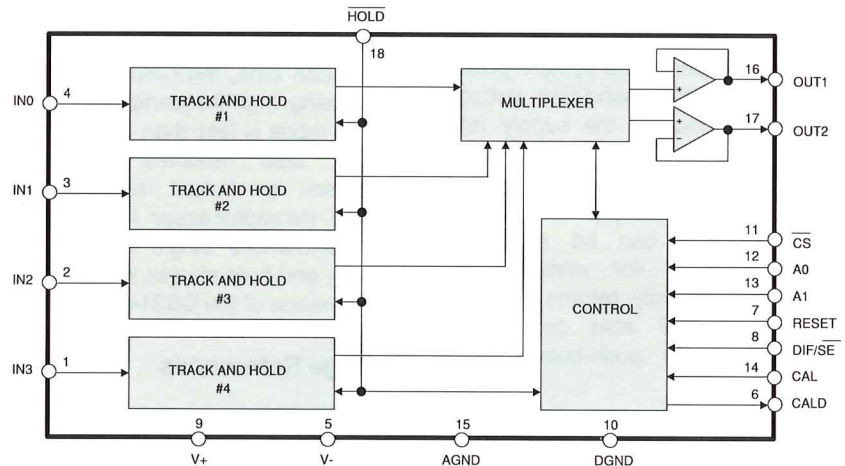 HOLD
18
IN0
4
TRACK AND HOLD
#1
MULTIPLEXER
16
OUT1
17
OUT2
IN1
3
TRACK AND HOLD
#2
IN2
2
TRACK AND HOLD
#3
IN3
1
TRACK AND HOLD
#4
CONTROL
11
CS
12
A0
13
A1
7
RESET
8
DIF/SE
14
CAL
6
CALD
9
V+
5
V-
15
AGND
10
DGND